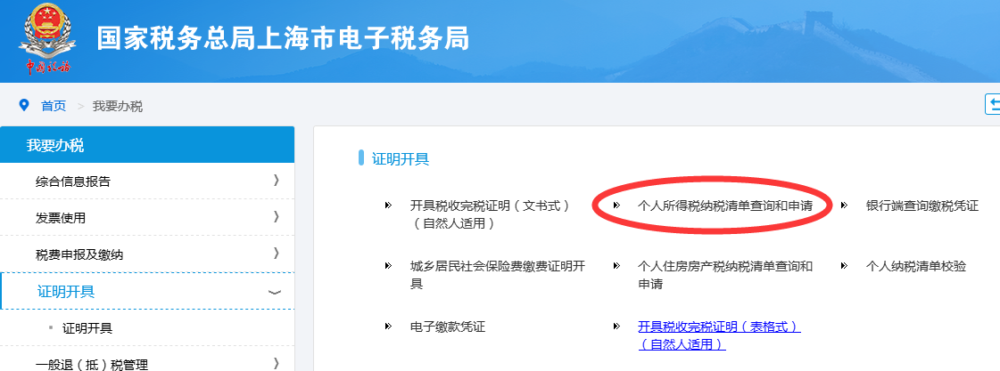 国家税务总局上海市电子税务局
中国税务
首页 > 我要办税
我要办税
综合信息报告
发票使用
税费申报及缴纳
证明开具
证明开具
一般退（抵）税管理
证明开具
开具税收完税证明（文书式）
（自然人适用）
个人所得税纳税清单查询和申请
银行端查询缴税凭证
城乡居民社会保险费缴费证明开
具
个人住房房产税纳税清单查询和
申请
个人纳税清单校验
电子缴款凭证
开具税收完税证明（表格式）
（自然人适用）